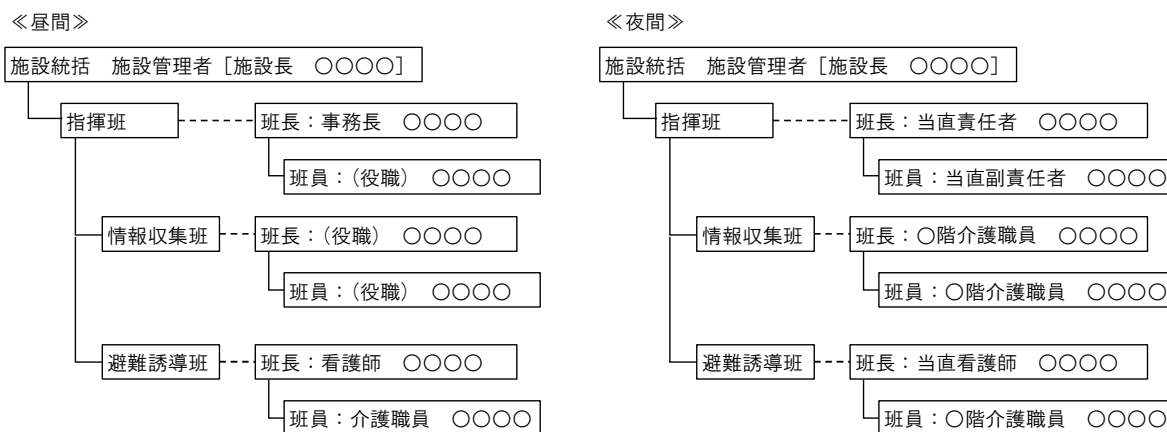 ≪昼間≫
施設統括　施設管理者［施設長　○○○○］
指揮班
班長：事務長　○○○○
班員：（役職）　○○○○
情報収集班
班長：（役職）　○○○○
班員：（役職）　○○○○
避難誘導班
班長：看護師　○○○○
班員：介護職員　○○○○
≪夜間≫
施設統括　施設管理者［施設長　○○○○］
指揮班
班長：当直責任者　○○○○
班員：当直副責任者　○○○○
情報収集班
班長：○階介護職員　○○○○
班員：○階介護職員　○○○○
避難誘導班
班長：当直看護師　○○○○
班員：○階介護職員　○○○○